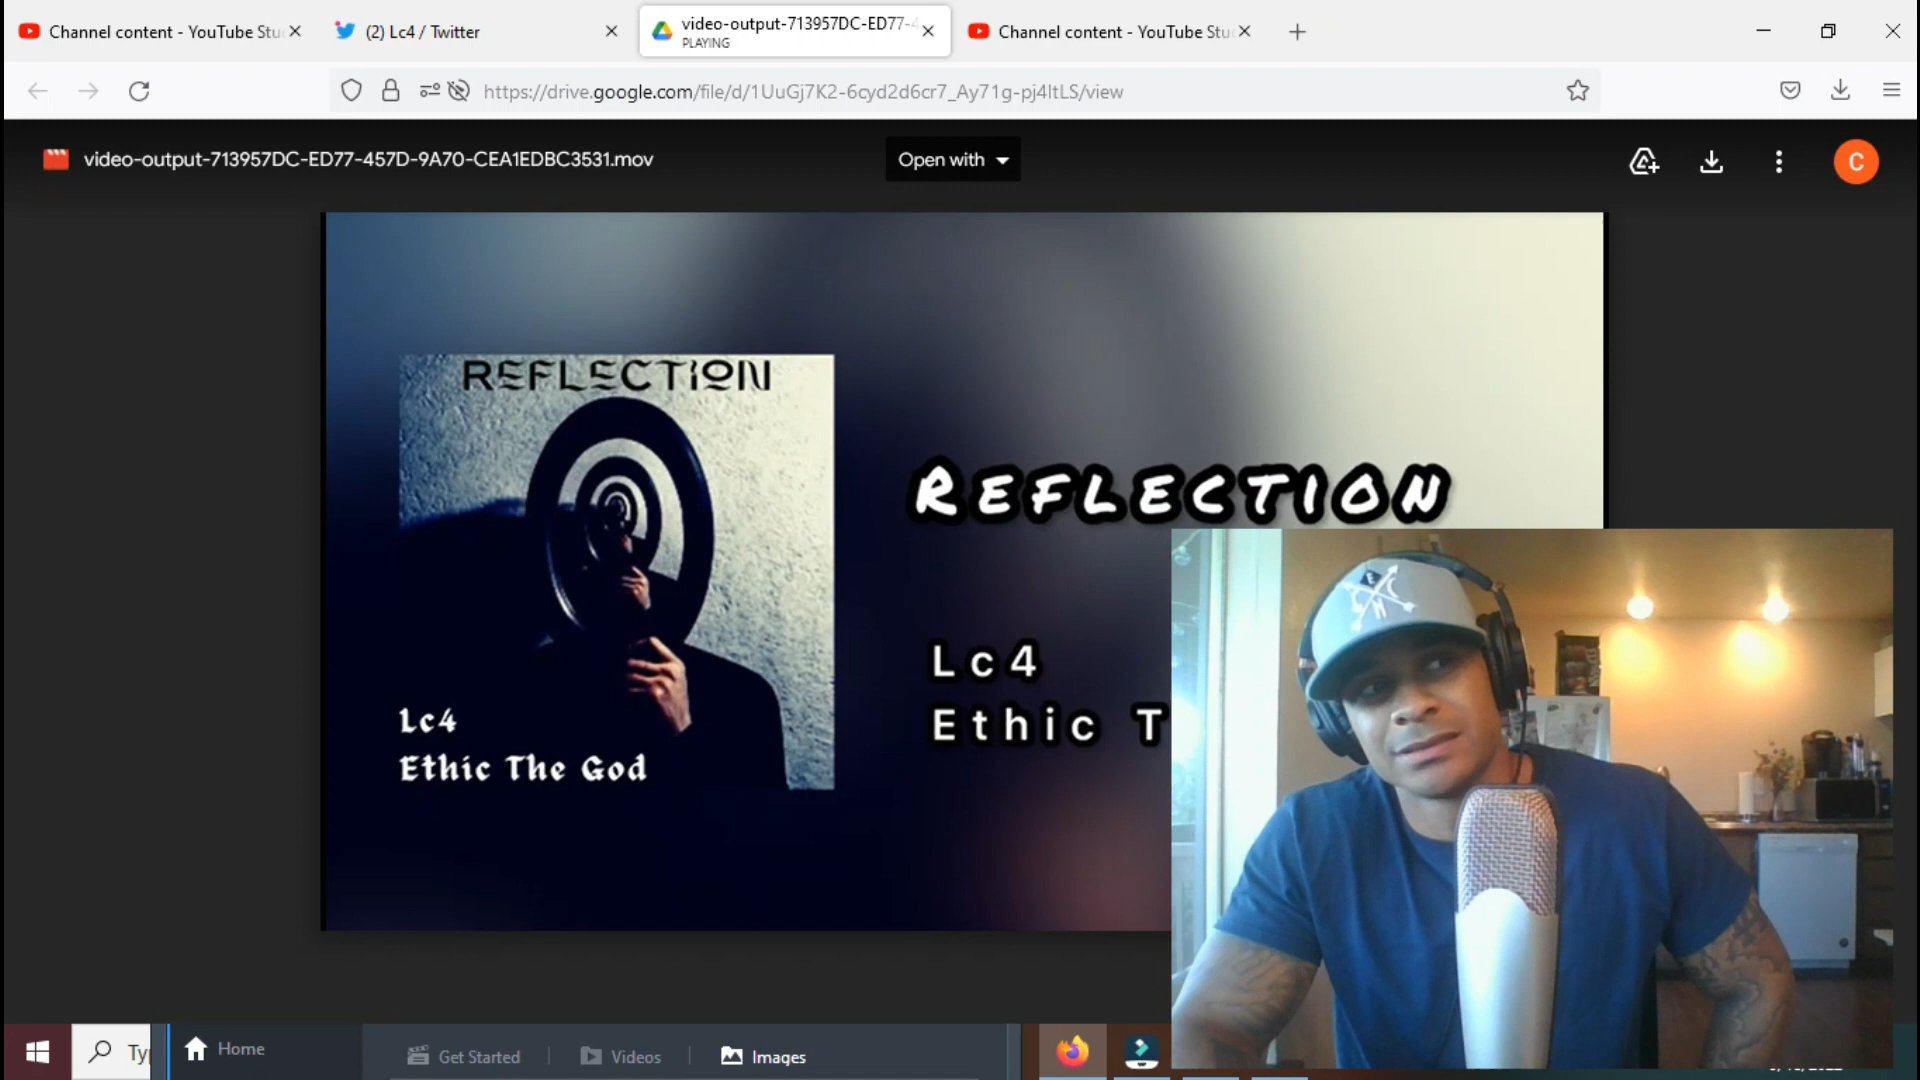 Channel content - YouTube Stu
(2) Lc4 / Twitter
video-output-713957DC-ED77-4
PLAYING
Channel content - YouTube Stu
https://drive.google.com/file/d/1UuGj7K2-6cyd2d6cr7_Ay71g-pj4ltLS/view
video-output-713957DC-ED77-457D-9A70-CEA1EDBC3531.mov
Open with
C
REFLECTION
Lc4
Ethic The God
REFLECTION
Lc4
Ethic T
E C M
Home
Get Started
Videos
Images